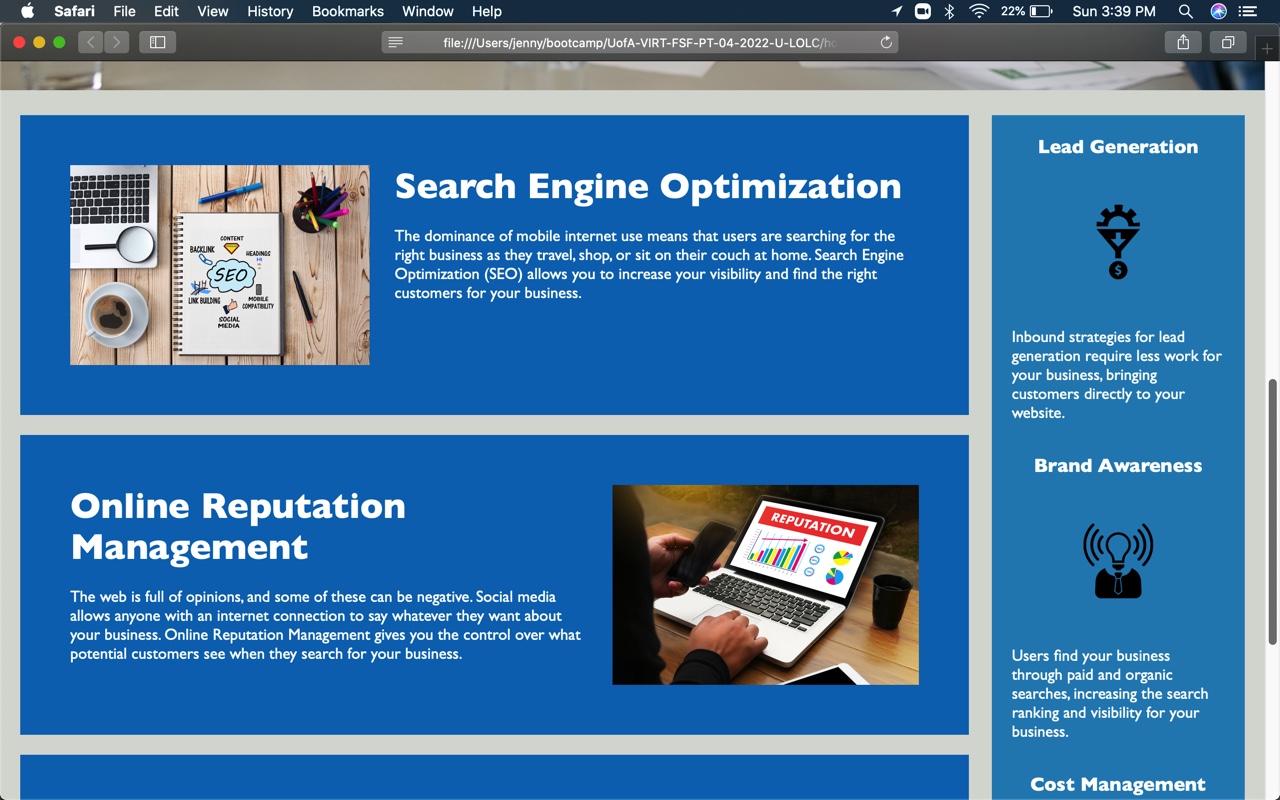 Safari File Edit View History Bookmarks Window Help 22% Sun 3:39 PM
file:///Users/jenny/bootcamp/UofA-VIRT-FSF-PT-04-2022-U-LOLC/ho
Search Engine Optimization
The dominance of mobile internet use means that users are searching for the
right business as they travel, shop, or sit on their couch at home. Search Engine
Optimization (SEO) allows you to increase your visibility and find the right
customers for your business.
CONTENT
BACKLINK
HEADINGS
H1
SEO
LINK BUILDING
MOBILE
COMPATIBILITY
SOCIAL
MEDIA
Online Reputation
Management
The web is full of opinions, and some of these can be negative. Social media
allows anyone with an internet connection to say whatever they want about
your business. Online Reputation Management gives you the control over what
potential customers see when they search for your business.
REPUTATION
Lead Generation
$
Inbound strategies for lead
generation require less work for
your business, bringing
customers directly to your
website.
Brand Awareness
Users find your business
through paid and organic
searches, increasing the search
ranking and visibility for your
business.
Cost Management